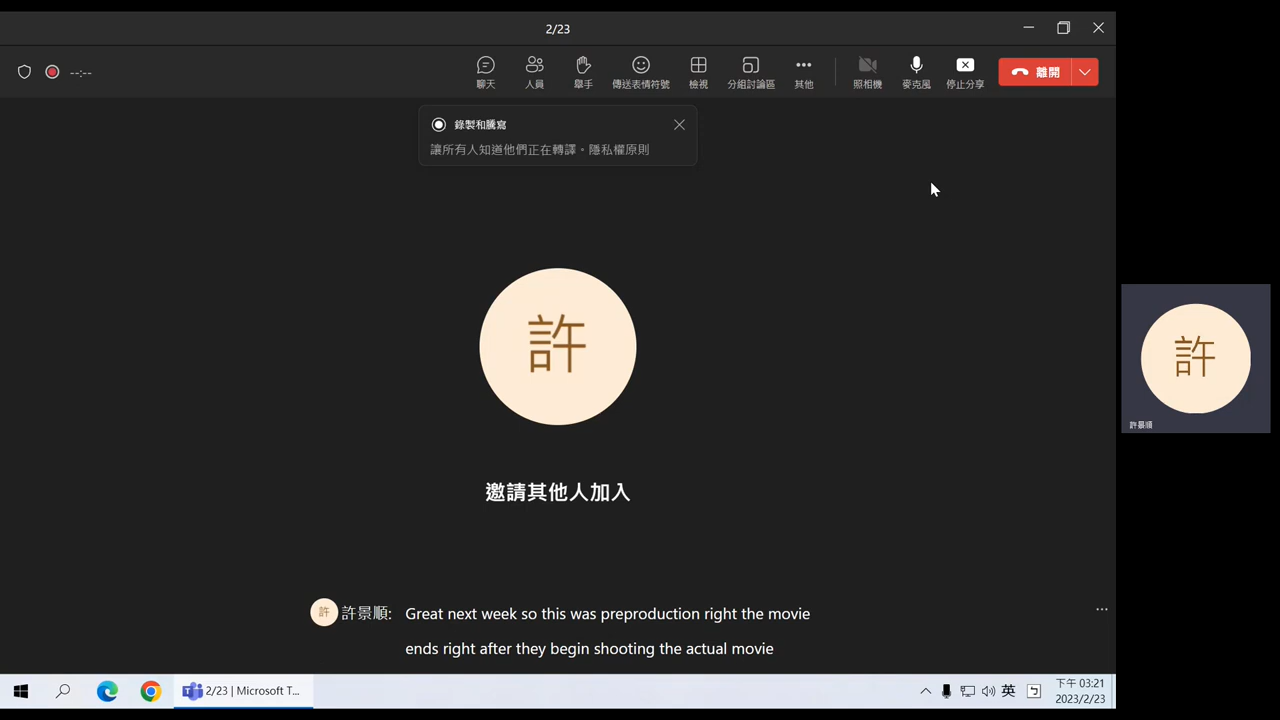 2/23
--:--
聊天
人員
舉手
傳送表情符號
檢視
分組討論區
其他
照相機
麥克風
停止分享
離開
錄製和騰寫
讓所有人知道他們正在轉譯。隱私權原則
許
邀請其他人加入
許
許景順
許 許景順: Great next week so this was preproduction right the movie
ends right after they begin shooting the actual movie
2/23 | Microsoft T...
英
下午 03:21
2023/2/23